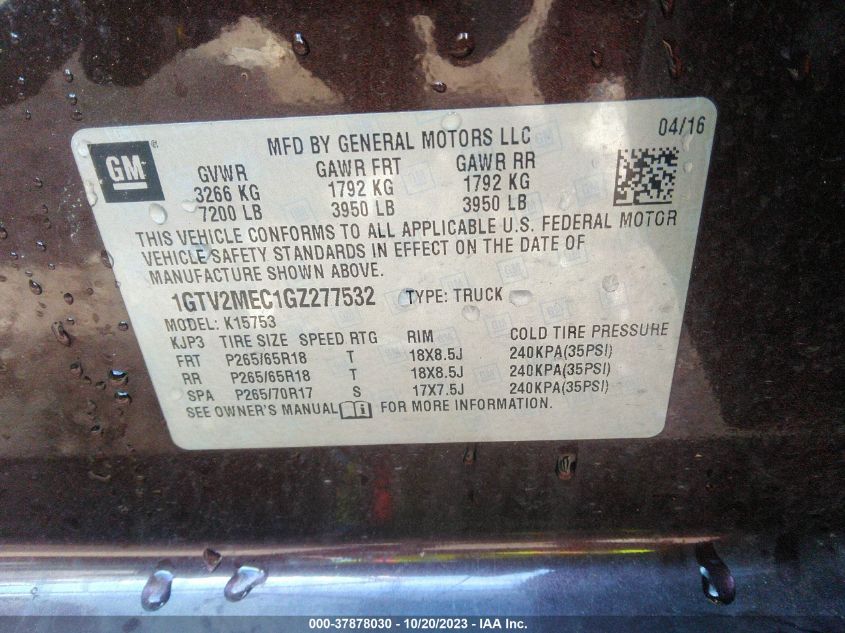 GM
MFD BY GENERAL MOTORS LLC 04/16
GVWR GAWR FRT GAWR RR
3266 KG 1792 KG 1792 KG
7200 LB 3950 LB 3950 LB
THIS VEHICLE CONFORMS TO ALL APPLICABLE U.S. FEDERAL MOTOR
VEHICLE SAFETY STANDARDS IN EFFECT ON THE DATE OF
MANUFACTURE SHOWN ABOVE.
1GTV2MEC1GZ277532 TYPE: TRUCK
MODEL: K15753
KJP3 TIRE SIZE SPEED RTG RIM COLD TIRE PRESSURE
FRT P265/65R18 T 18X8.5J 240KPA(35PSI)
RR P265/65R18 T 18X8.5J 240KPA(35PSI)
SPA P265/70R17 S 17X7.5J 240KPA(35PSI)
SEE OWNER'S MANUAL FOR MORE INFORMATION.
000-37878030 - 10/20/2023 - IAA Inc.